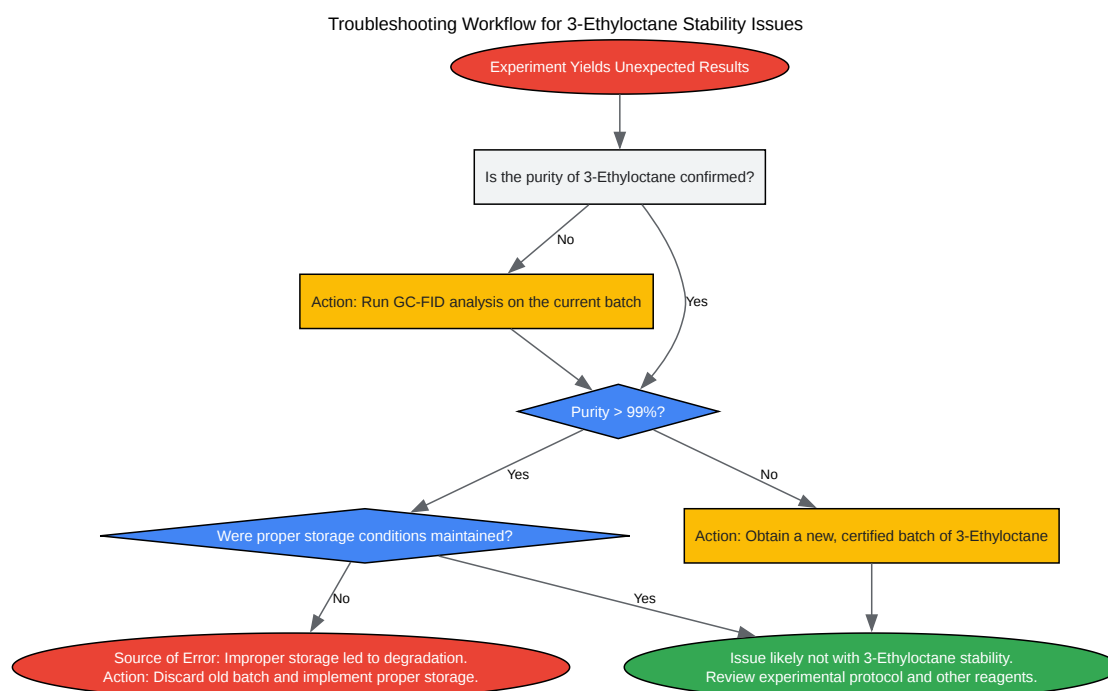 Troubleshooting Workflow for 3-Ethyloctane Stability Issues
Experiment Yields Unexpected Results
Is the purity of 3-Ethyloctane confirmed?
No
Action: Run GC-FID analysis on the current batch
Yes
Purity > 99%?
Yes
No
Were proper storage conditions maintained?
Action: Obtain a new, certified batch of 3-Ethyloctane
No
Yes
Source of Error: Improper storage led to degradation.
Action: Discard old batch and implement proper storage.
Issue likely not with 3-Ethyloctane stability.
Review experimental protocol and other reagents.